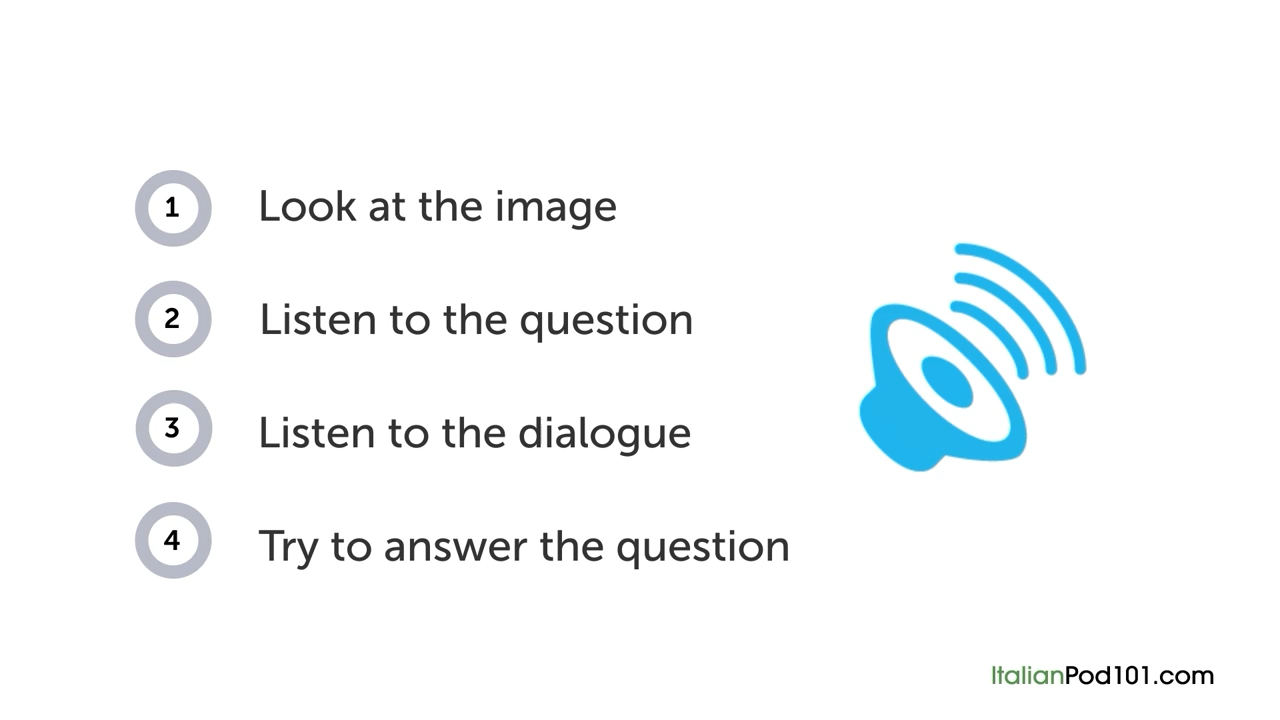 1 Look at the image
2 Listen to the question
3 Listen to the dialogue
4 Try to answer the question
ItalianPod101.com